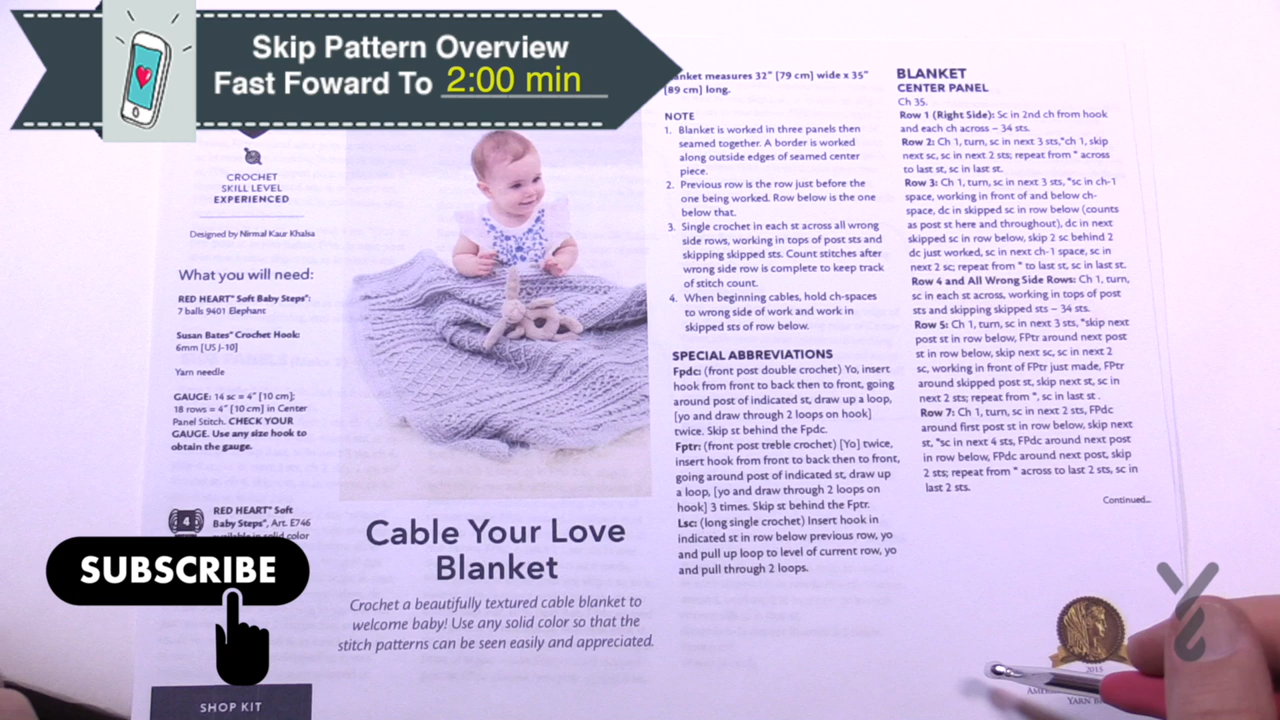 Skip Pattern Overview
Fast Foward To 2:00 min
CROCHET
SKILL LEVEL
EXPERIENCED
Designed by Nirmal Kaur Khalsa
What you will need:
RED HEART® Soft Baby Steps®:
7 balls 9401 Elephant
Susan Bates® Crochet Hook:
6mm [US J-10]
Yarn needle
GAUGE: 14 sc = 4" [10 cm];
18 rows = 4" [10 cm] in Center
Panel Stitch. CHECK YOUR
GAUGE. Use any size hook to
obtain the gauge.
4
RED HEART® Soft
Baby Steps®, Art. E746
available in solid color
SUBSCRIBE
SHOP KIT
Cable Your Love
Blanket
Crochet a beautifully textured cable blanket to
welcome baby! Use any solid color so that the
stitch patterns can be seen easily and appreciated.
measures 32" [79 cm] wide x 35"
[89 cm] long.
NOTE
1. Blanket is worked in three panels then
seamed together. A border is worked
along outside edges of seamed center
piece.
2. Previous row is the row just before the
one being worked. Row below is the one
below that.
3. Single crochet in each st across all wrong
side rows, working in tops of post sts and
skipping skipped sts. Count stitches after
wrong side row is complete to keep track
of stitch count.
4. When beginning cables, hold ch-spaces
to wrong side of work and work in
skipped sts of row below.
SPECIAL ABBREVIATIONS
Fpdc: (front post double crochet) Yo, insert
hook from front to back then to front, going
around post of indicated st, draw up a loop,
[yo and draw through 2 loops on hook]
twice. Skip st behind the Fpdc.
Fptr: (front post treble crochet) [Yo] twice,
insert hook from front to back then to front,
going around post of indicated st, draw up
a loop, [yo and draw through 2 loops on
hook] 3 times. Skip st behind the Fptr.
Lsc: (long single crochet) Insert hook in
indicated st in row below previous row, yo
and pull up loop to level of current row, yo
and pull through 2 loops.
BLANKET
CENTER PANEL
Ch 35.
Row 1 (Right Side): Sc in 2nd ch from hook
and each ch across – 34 sts.
Row 2: Ch 1, turn, sc in next 3 sts,*ch 1, skip
next sc, sc in next 2 sts; repeat from * across
to last st, sc in last st.
Row 3: Ch 1, turn, sc in next 3 sts, *sc in ch-1
space, working in front of and below ch-
space, dc in skipped sc in row below (counts
as post st here and throughout), dc in next
skipped sc in row below, skip 2 sc behind 2
dc just worked, sc in next ch-1 space, sc in
next 2 sc; repeat from * to last st, sc in last st.
Row 4 and All Wrong Side Rows: Ch 1, turn,
sc in each st across, working in tops of post
sts and skipping skipped sts – 34 sts.
Row 5: Ch 1, turn, sc in next 3 sts, *skip next
post st in row below, FPtr around next post
st in row below, skip next sc, sc in next 2
sc, working in front of FPtr just made, FPtr
around skipped post st, skip next st, sc in
next 2 sts; repeat from *, sc in last st .
Row 7: Ch 1, turn, sc in next 2 sts, FPdc
around first post st in row below, skip next
st, *sc in next 4 sts, FPdc around next post
in row below, FPdc around next post, skip
2 sts; repeat from * across to last 2 sts, sc in
last 2 sts.
Continued...
2015
YARN